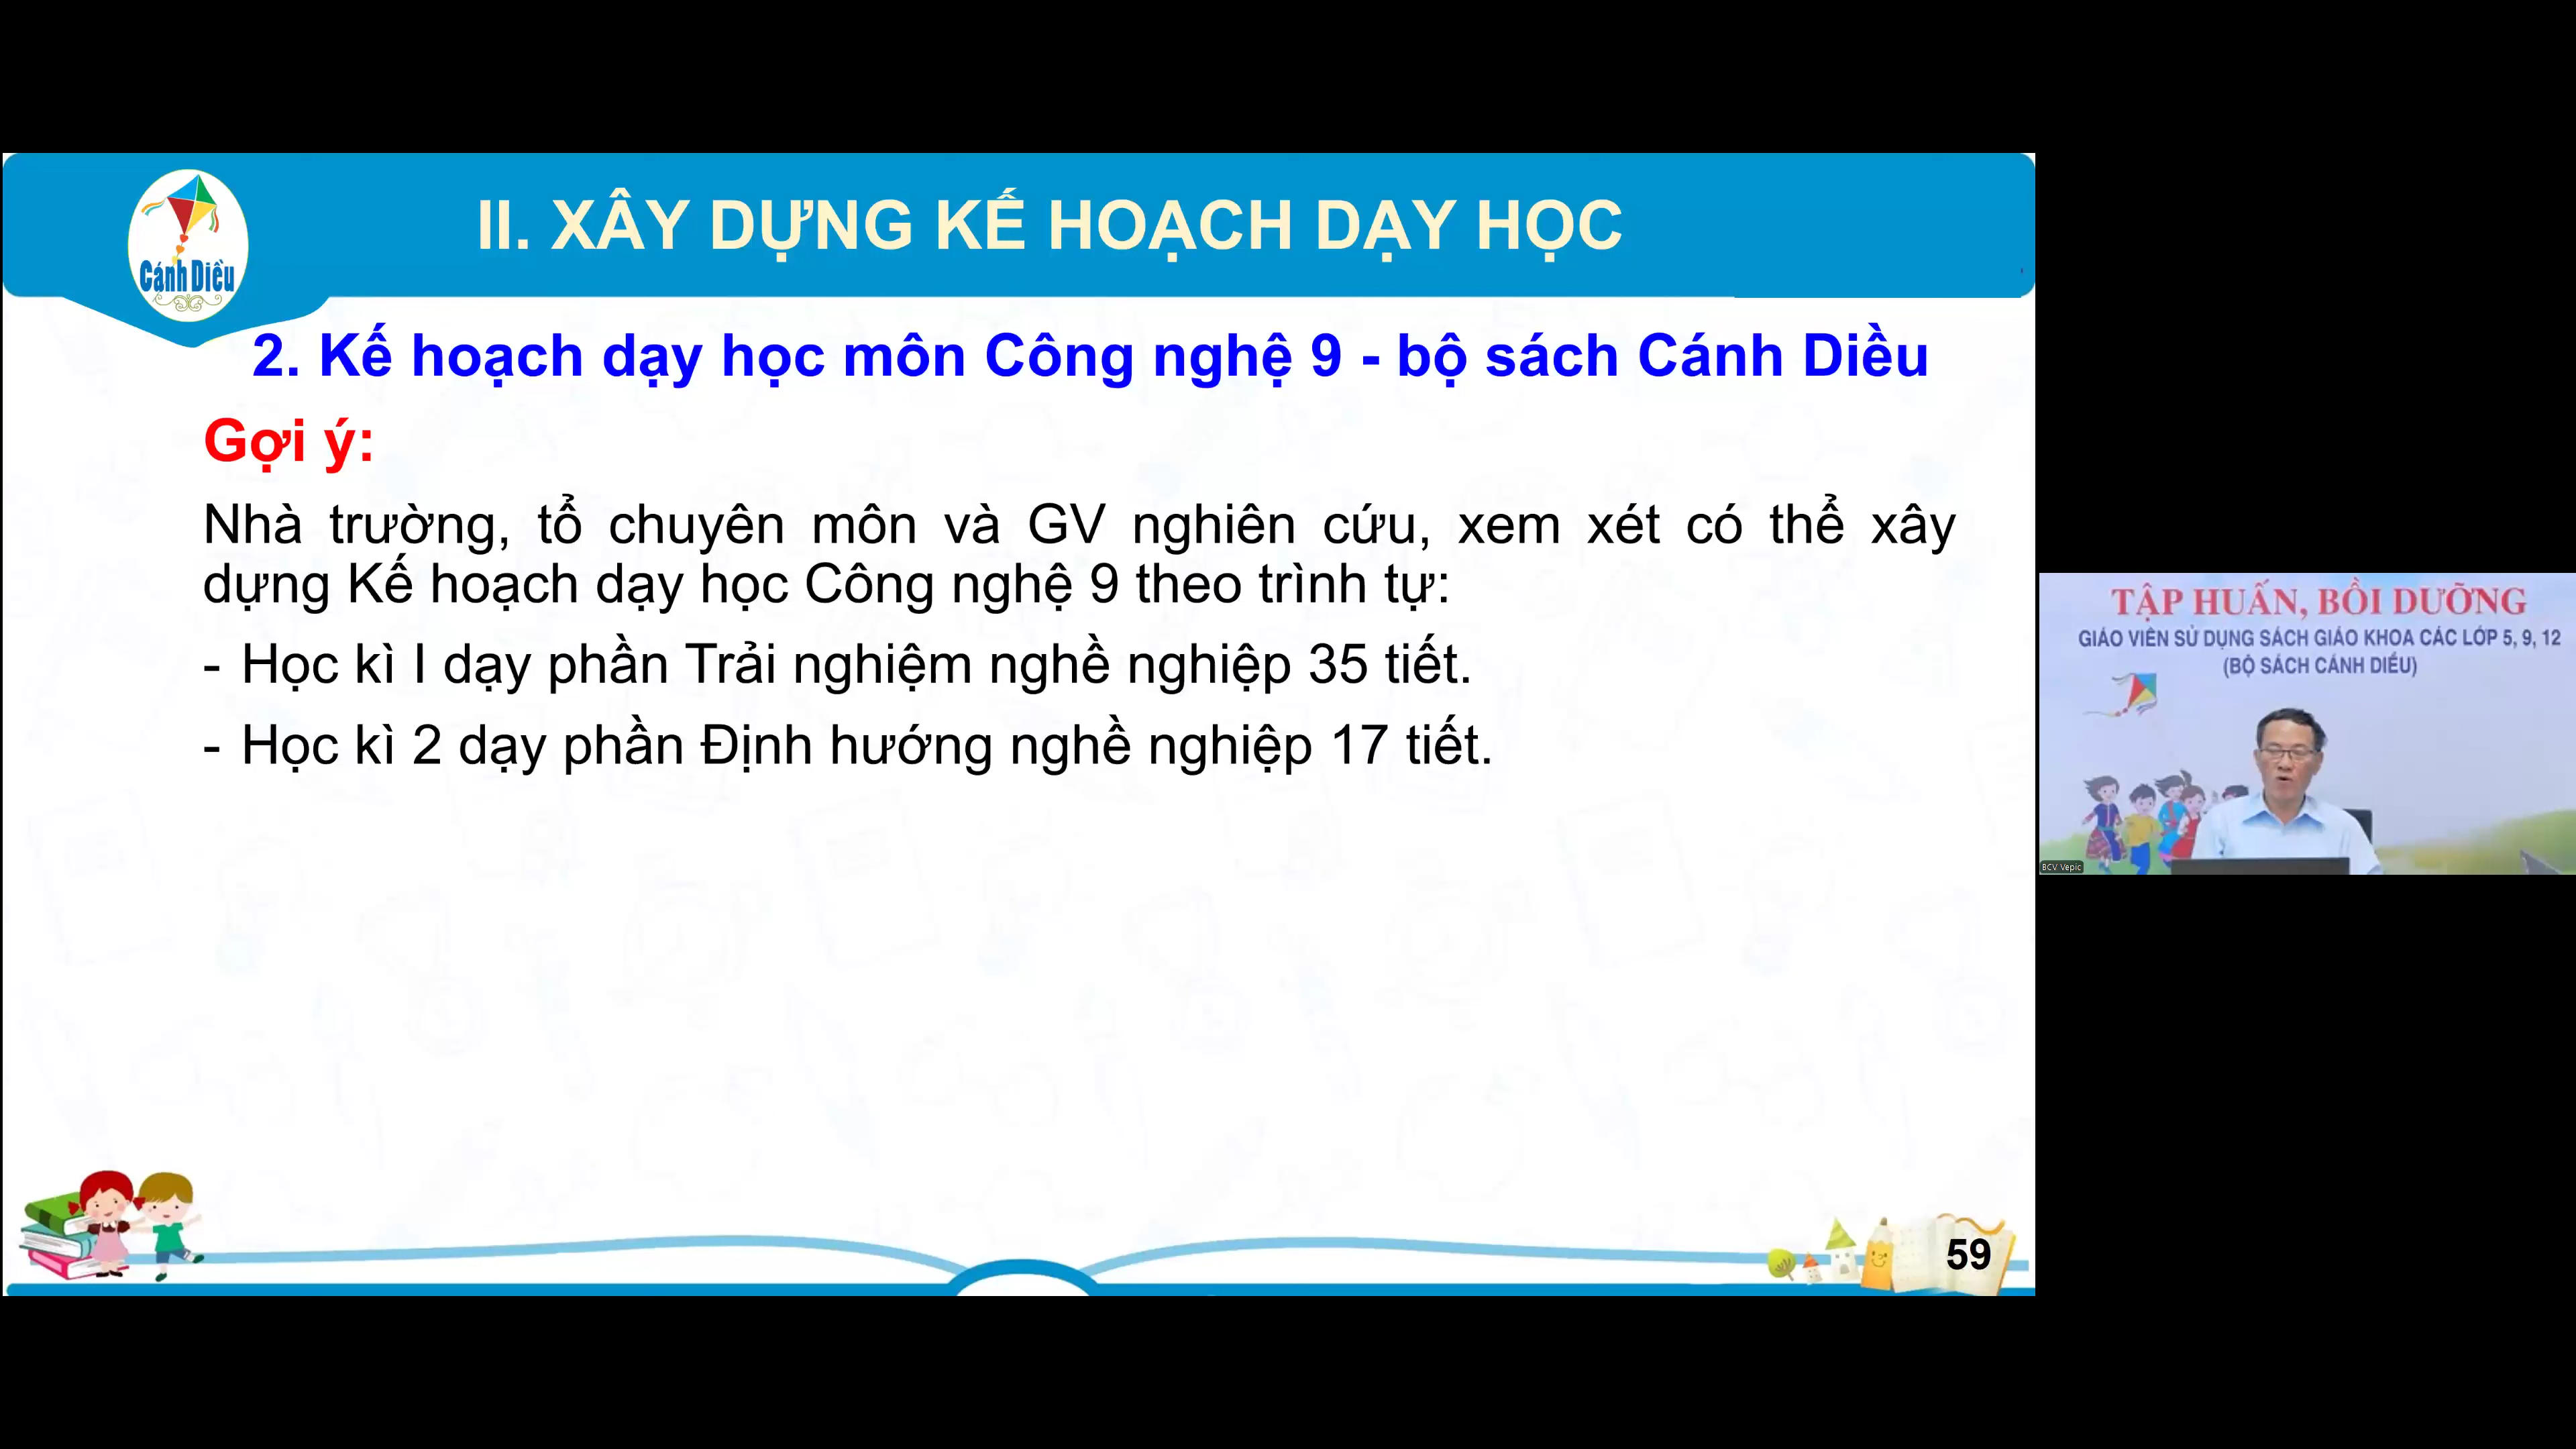 Cánh Diều
II. XÂY DỰNG KẾ HOẠCH DẠY HỌC
2. Kế hoạch dạy học môn Công nghệ 9 - bộ sách Cánh Diều
Gợi ý:
Nhà trường, tổ chuyên môn và GV nghiên cứu, xem xét có thể xây
dựng Kế hoạch dạy học Công nghệ 9 theo trình tự:
- Học kì I dạy phần Trải nghiệm nghề nghiệp 35 tiết.
- Học kì 2 dạy phần Định hướng nghề nghiệp 17 tiết.
59
TẬP HUẤN, BỒI DƯỠNG
GIÁO VIÊN SỬ DỤNG SÁCH GIÁO KHOA CÁC LỚP 5, 9, 12
(BỘ SÁCH CÁNH DIỀU)
BCV Vepic